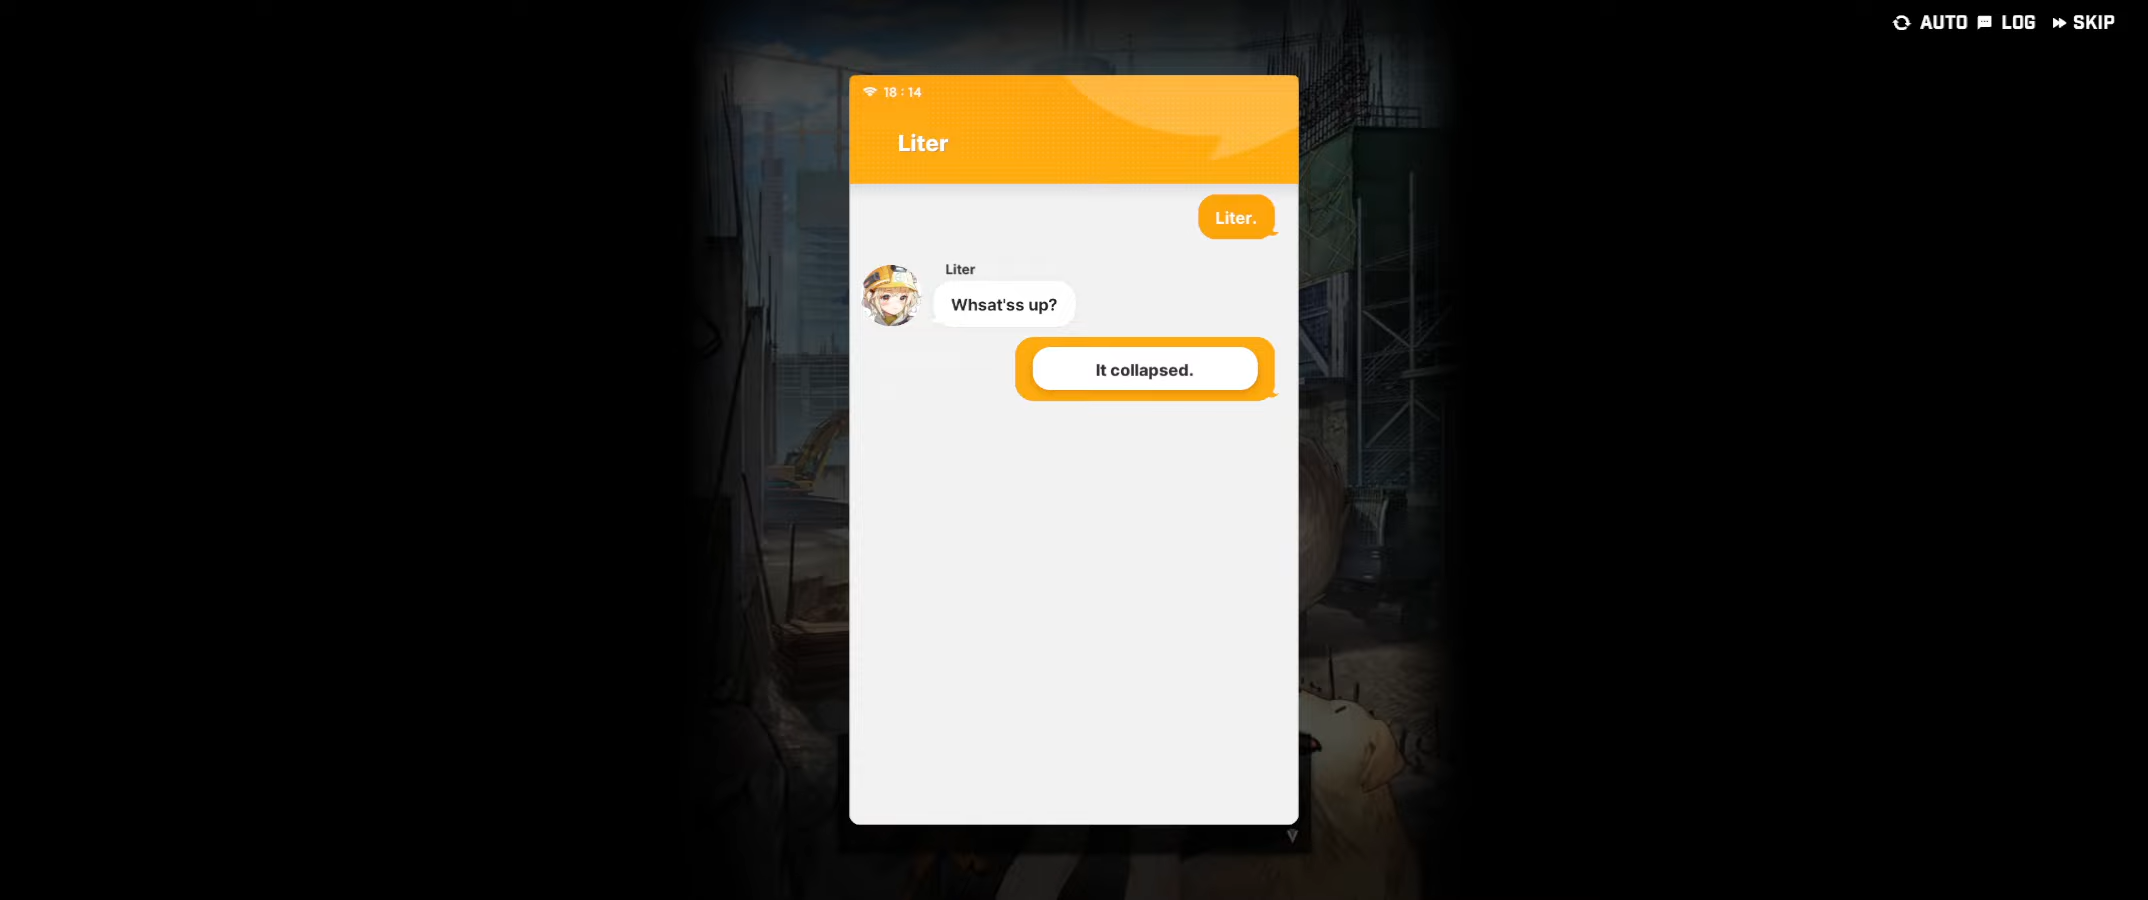 AUTO LOG SKIP
18 : 14
Liter
Liter.
Liter
Whsat'ss up?
It collapsed.